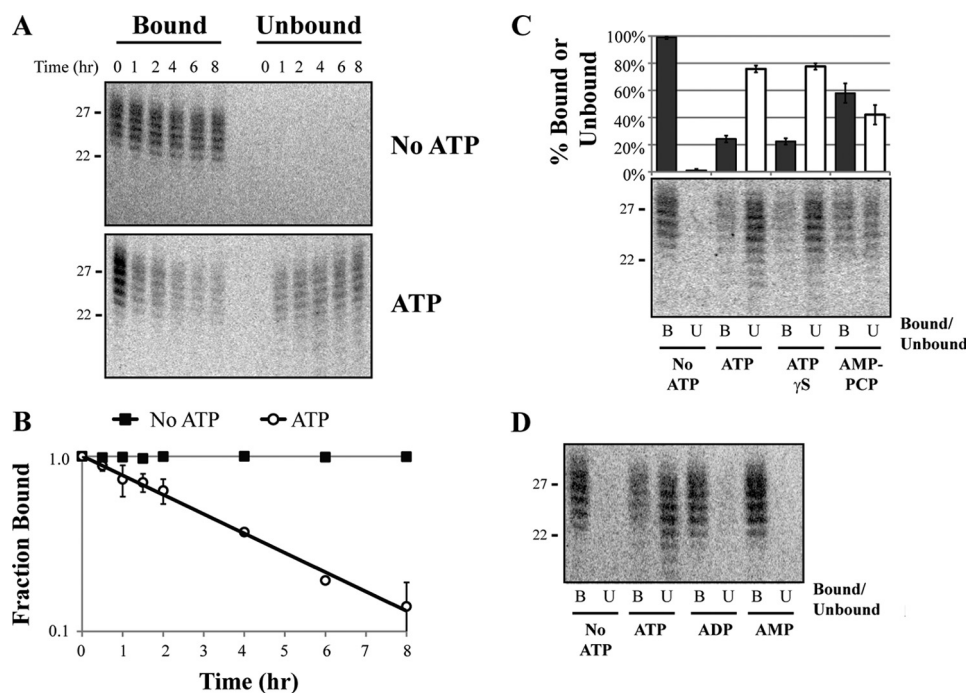 A
Bound Unbound
Time (hr) 0 1 2 4 6 8 0 1 2 4 6 8
27
22
No ATP
27
22
ATP
B
No ATP ATP
1.0
0.1
Fraction Bound
0 1 2 3 4 5 6 7 8
Time (hr)
C
% Bound or
Unbound
100%
80%
60%
40%
20%
0%
27
22
B U B U B U B U
Bound/
Unbound
No
ATP
ATP
ATP
γS
AMP-
PCP
D
27
22
B U B U B U B U
Bound/
Unbound
No
ATP
ATP
ADP
AMP